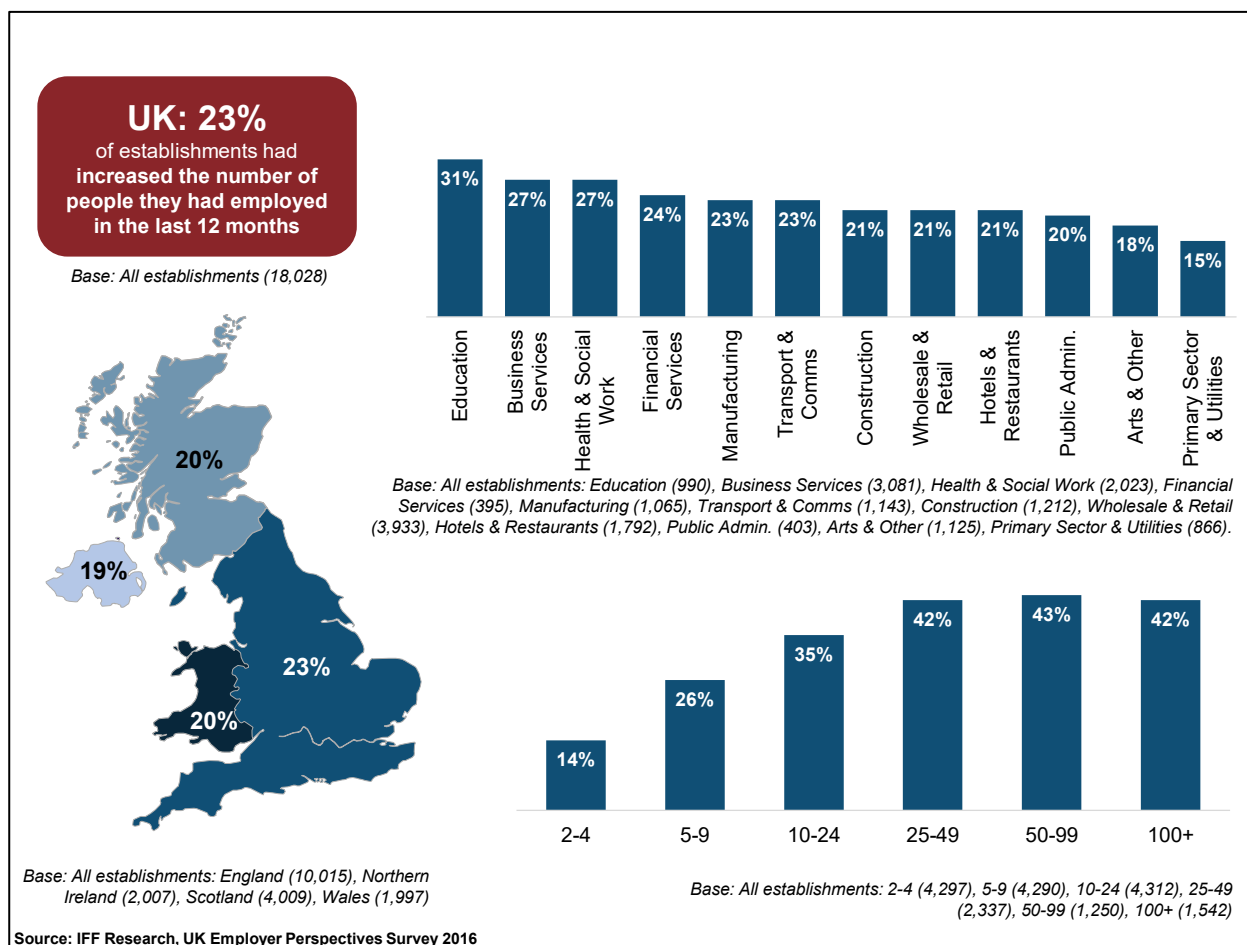 UK: 23%
of establishments had
increased the number of
people they had employed
in the last 12 months
Base: All establishments (18,028)
31%
27%
27%
24%
23%
23%
21%
21%
21%
20%
18%
15%
Education
Business
Services
Health & Social
Work
Financial
Services
Manufacturing
Transport &
Comms
Construction
Wholesale &
Retail
Hotels &
Restaurants
Public Admin.
Arts & Other
Primary Sector
& Utilities
Base: All establishments: Education (990), Business Services (3,081), Health & Social Work (2,023), Financial
Services (395), Manufacturing (1,065), Transport & Comms (1,143), Construction (1,212), Wholesale & Retail
(3,933), Hotels & Restaurants (1,792), Public Admin. (403), Arts & Other (1,125), Primary Sector & Utilities (866).
20%
19%
23%
20%
Base: All establishments: England (10,015), Northern
Ireland (2,007), Scotland (4,009), Wales (1,997)
14%
26%
35%
42%
43%
42%
2-4
5-9
10-24
25-49
50-99
100+
Base: All establishments: 2-4 (4,297), 5-9 (4,290), 10-24 (4,312), 25-49
(2,337), 50-99 (1,250), 100+ (1,542)
Source: IFF Research, UK Employer Perspectives Survey 2016